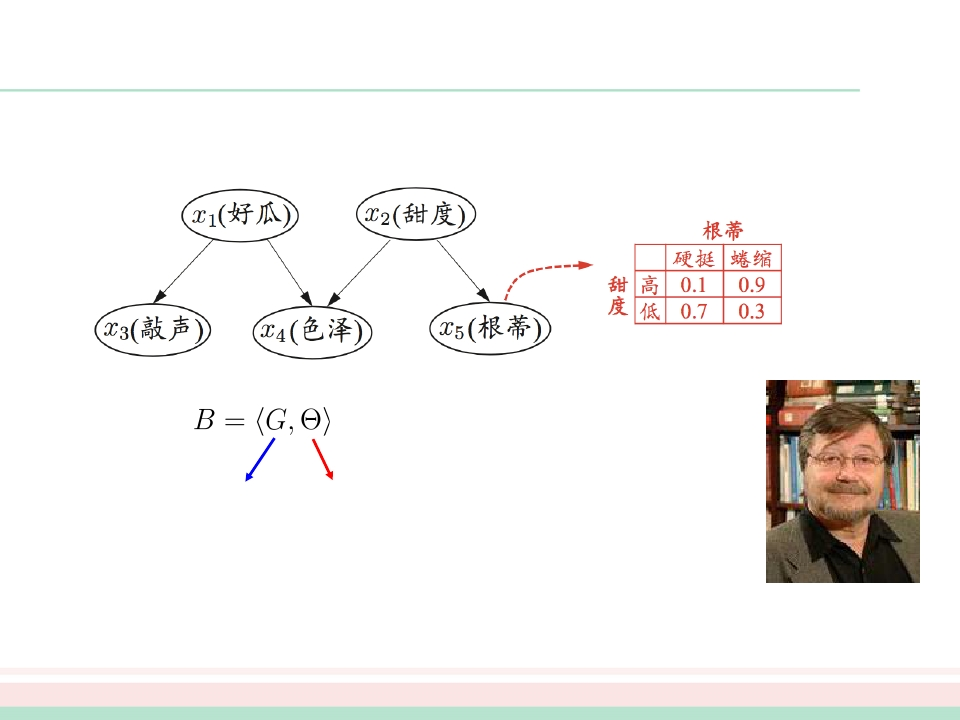 x₁(好瓜) x₂(甜度)
x₃(敲声) x₄(色泽) x₅(根蒂)
根蒂
硬挺 蜷缩
甜度
高 0.1 0.9
低 0.7 0.3
B = ⟨G, Θ⟩